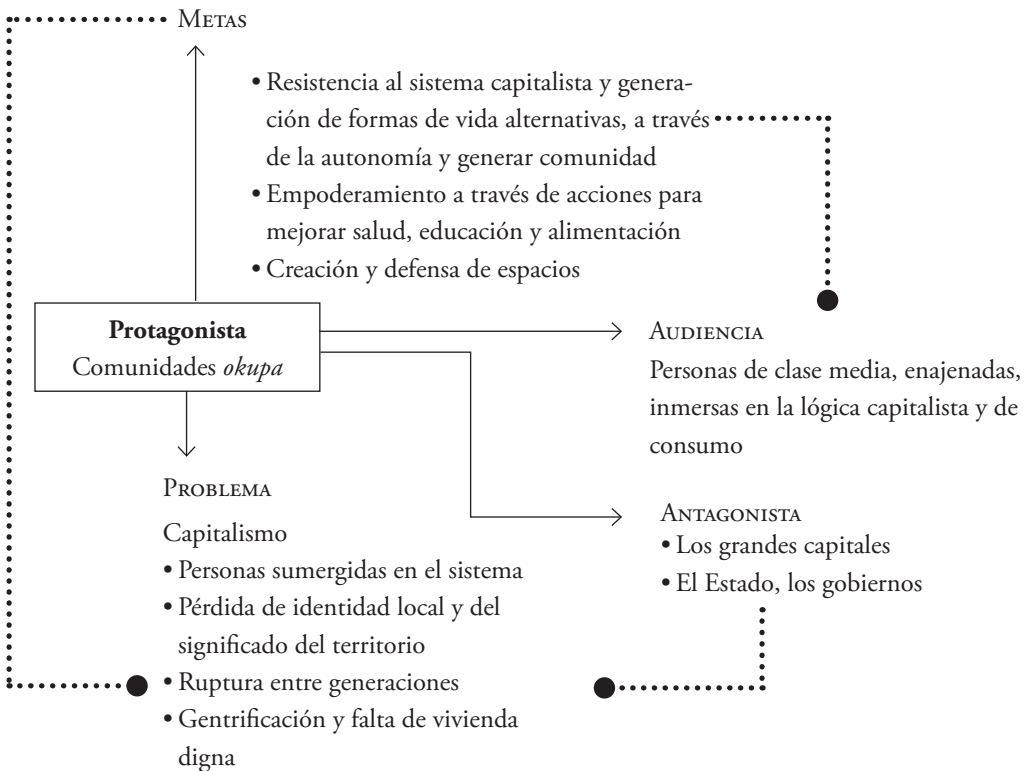 METAS
• Resistencia al sistema capitalista y genera-
ción de formas de vida alternativas, a través
de la autonomía y generar comunidad
• Empoderamiento a través de acciones para
mejorar salud, educación y alimentación
• Creación y defensa de espacios
Protagonista
Comunidades okupa
AUDIENCIA
Personas de clase media, enajenadas,
inmersas en la lógica capitalista y de
consumo
PROBLEMA
Capitalismo
• Personas sumergidas en el sistema
• Pérdida de identidad local y del
significado del territorio
• Ruptura entre generaciones
• Gentrificación y falta de vivienda
digna
ANTAGONISTA
• Los grandes capitales
• El Estado, los gobiernos